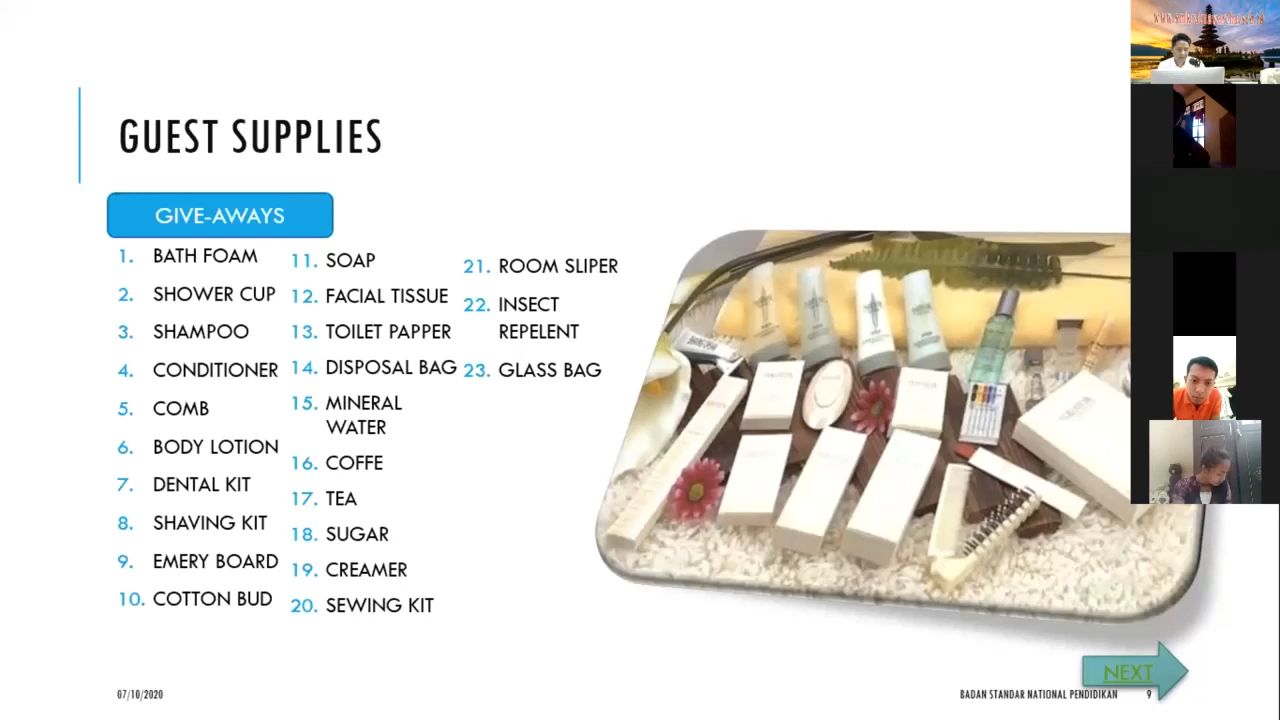 GUEST SUPPLIES
GIVE-AWAYS
1. BATH FOAM
2. SHOWER CUP
3. SHAMPOO
4. CONDITIONER
5. COMB
6. BODY LOTION
7. DENTAL KIT
8. SHAVING KIT
9. EMERY BOARD
10. COTTON BUD
11. SOAP
12. FACIAL TISSUE
13. TOILET PAPPER
14. DISPOSAL BAG
15. MINERAL
WATER
16. COFFE
17. TEA
18. SUGAR
19. CREAMER
20. SEWING KIT
21. ROOM SLIPER
22. INSECT
REPELENT
23. GLASS BAG
NEXT
07/10/2020
BADAN STANDAR NATIONAL PENDIDIKAN
9